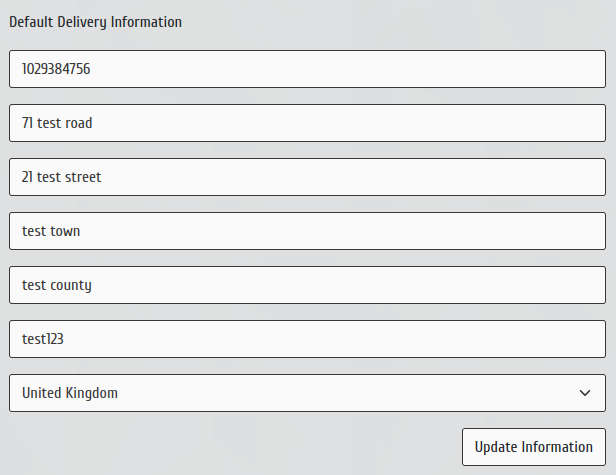 Default Delivery Information
1029384756
71 test road
21 test street
test town
test county
test123
United Kingdom
Update Information